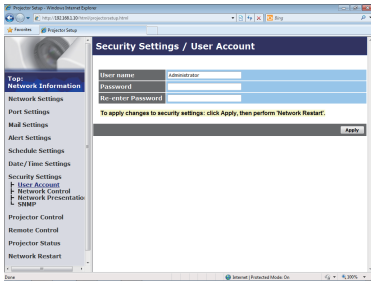 Projector Setup - Windows Internet Explorer
http://192.168.1.10/html/projectorsetup.html
Bing
Favorites
Projector Setup
Security Settings / User Account
Top:
Network Information
Network Settings
Port Settings
Mail Settings
Alert Settings
Schedule Settings
Date/Time Settings
Security Settings
User Account
Network Control
Network Presentation
SNMP
Projector Control
Remote Control
Projector Status
Network Restart
User name
Administrator
Password
Re-enter Password
To apply changes to security settings: click Apply, then perform 'Network Restart'.
Apply
Done
Internet | Protected Mode: On
100%